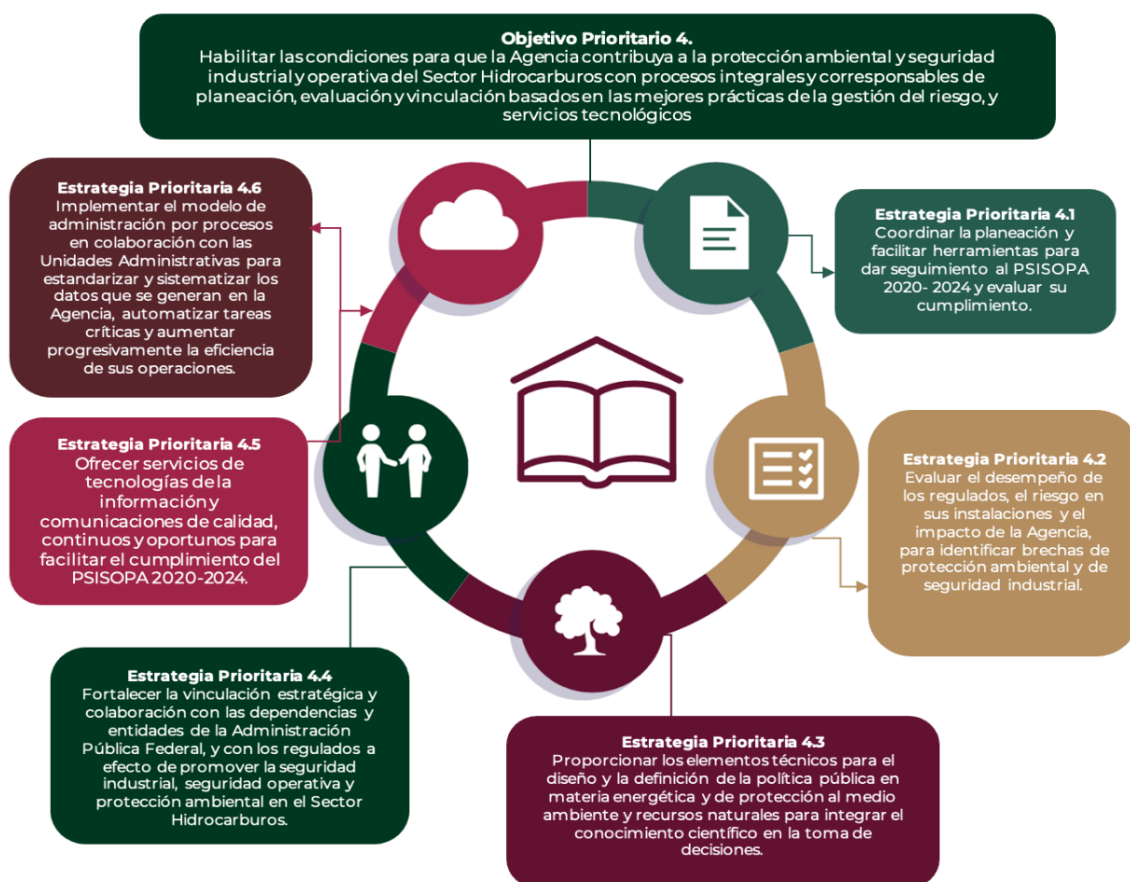 Objetivo Prioritario 4.
Habilitar las condiciones para que la Agencia contribuya a la protección ambiental y seguridad
industrial y operativa del Sector Hidrocarburos con procesos integrales y corresponsables de
planeación, evaluación y vinculación basados en las mejores prácticas de la gestión del riesgo, y
servicios tecnológicos
Estrategia Prioritaria 4.1
Coordinar la planeación y
facilitar herramientas para
dar seguimiento al PSISOPA
2020- 2024 y evaluar su
cumplimiento.
Estrategia Prioritaria 4.2
Evaluar el desempeño de
los regulados, el riesgo en
sus instalaciones y el
impacto de la Agencia,
para identificar brechas de
protección ambiental y de
seguridad industrial.
Estrategia Prioritaria 4.3
Proporcionar los elementos técnicos para el
diseño y la definición de la política pública en
materia energética y de protección al medio
ambiente y recursos naturales para integrar el
conocimiento científico en la toma de
decisiones.
Estrategia Prioritaria 4.4
Fortalecer la vinculación estratégica y
colaboración con las dependencias y
entidades de la Administración
Pública Federal, y con los regulados a
efecto de promover la seguridad
industrial, seguridad operativa y
protección ambiental en el Sector
Hidrocarburos.
Estrategia Prioritaria 4.5
Ofrecer servicios de
tecnologías de la
información y
comunicaciones de calidad,
continuos y oportunos para
facilitar el cumplimiento del
PSISOPA 2020-2024.
Estrategia Prioritaria 4.6
Implementar el modelo de
administración por procesos
en colaboración con las
Unidades Administrativas para
estandarizar y sistematizar los
datos que se generan en la
Agencia, automatizar tareas
críticas y aumentar
progresivamente la eficiencia
de sus operaciones.